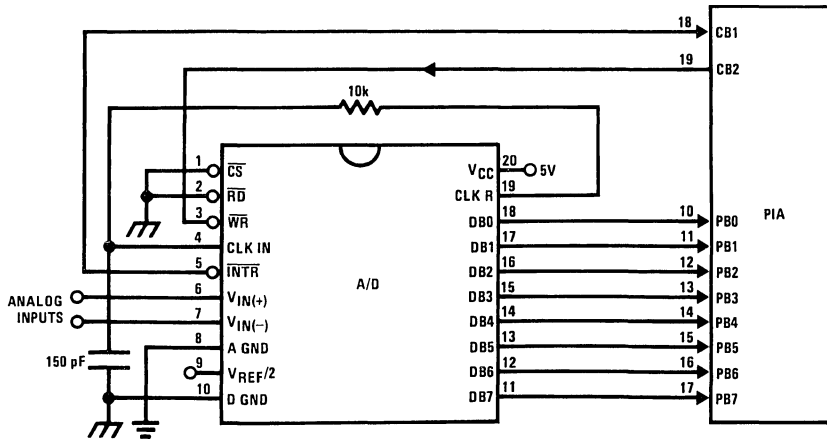 18 CB1
19 CB2
10k
1 CS
20 VCC 5V
2 RD
19 CLK R
3 WR
18 DB0 10 PB0 PIA
4 CLK IN
17 DB1 11 PB1
5 INTR
16 DB2 12 PB2
A/D
6 VIN(+)
15 DB3 13 PB3
ANALOG
INPUTS
7 VIN(−)
14 DB4 14 PB4
8 A GND
13 DB5 15 PB5
150 pF
9 VREF/2
12 DB6 16 PB6
10 D GND
11 DB7 17 PB7